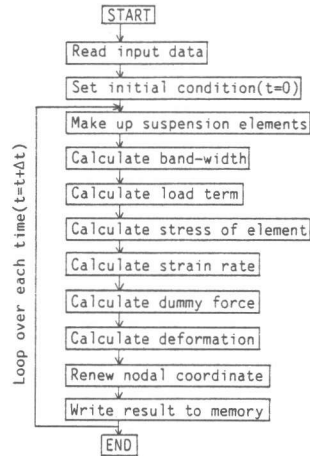 START
Read input data
Set initial condition(t=0)
Make up suspension elements
Calculate band-width
Calculate load term
Calculate stress of element
Calculate strain rate
Calculate dummy force
Calculate deformation
Renew nodal coordinate
Write result to memory
END
Loop over each time(t=t+Δt)